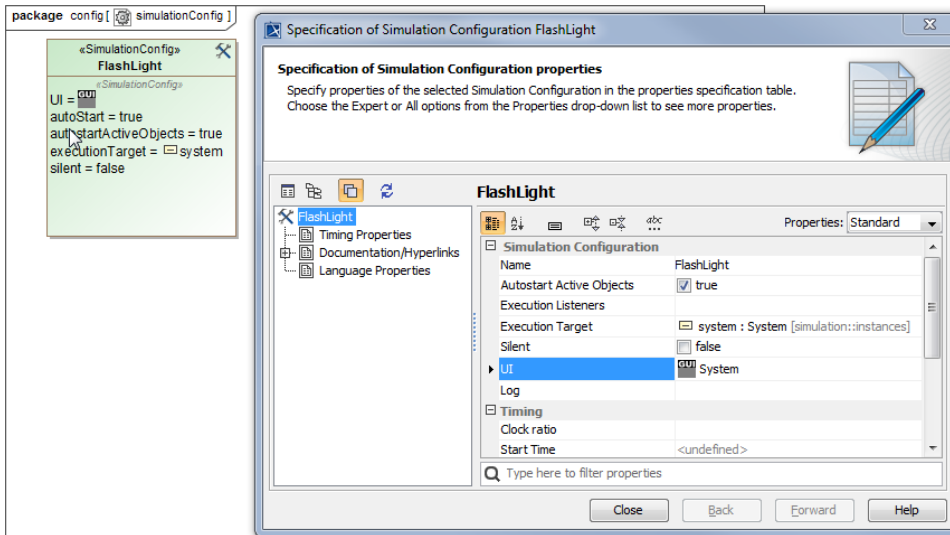 package config [ simulationConfig ]
«SimulationConfig»
FlashLight
«SimulationConfig»
UI = GUI
autoStart = true
autostartActiveObjects = true
executionTarget = system
silent = false
Specification of Simulation Configuration FlashLight
Specification of Simulation Configuration properties
Specify properties of the selected Simulation Configuration in the properties specification table.
Choose the Expert or All options from the Properties drop-down list to see more properties.
FlashLight
Timing Properties
Documentation/Hyperlinks
Language Properties
FlashLight
abc
Properties: Standard
Simulation Configuration
Name FlashLight
Autostart Active Objects true
Execution Listeners
Execution Target system : System [simulation::instances]
Silent false
UI GUI System
Log
Timing
Clock ratio
Start Time <undefined>
Type here to filter properties
Close Back Forward Help